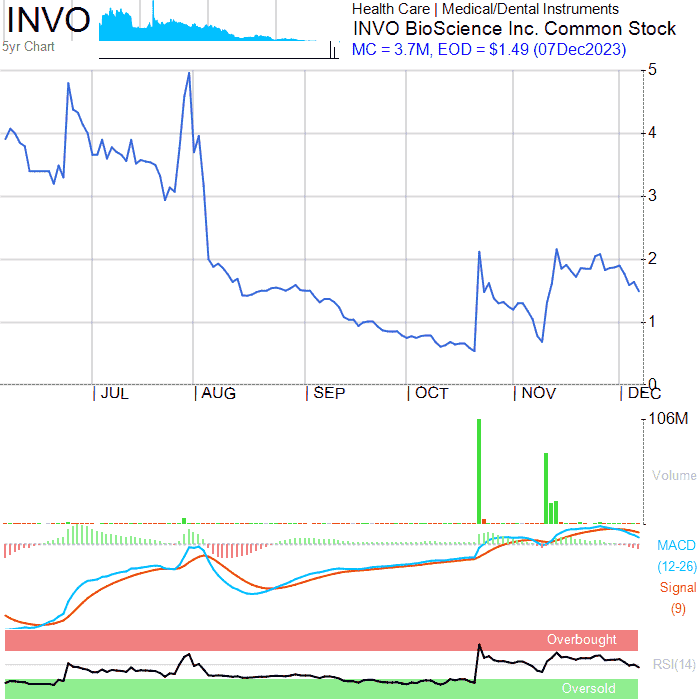 INVO
5yr Chart
Health Care | Medical/Dental Instruments
INVO BioScience Inc. Common Stock
MC = 3.7M, EOD = $1.49 (07Dec2023)
5
4
3
2
1
0
JUL AUG SEP OCT NOV DEC
106M
Volume
MACD
(12-26)
Signal
(9)
Overbought
RSI(14)
Oversold